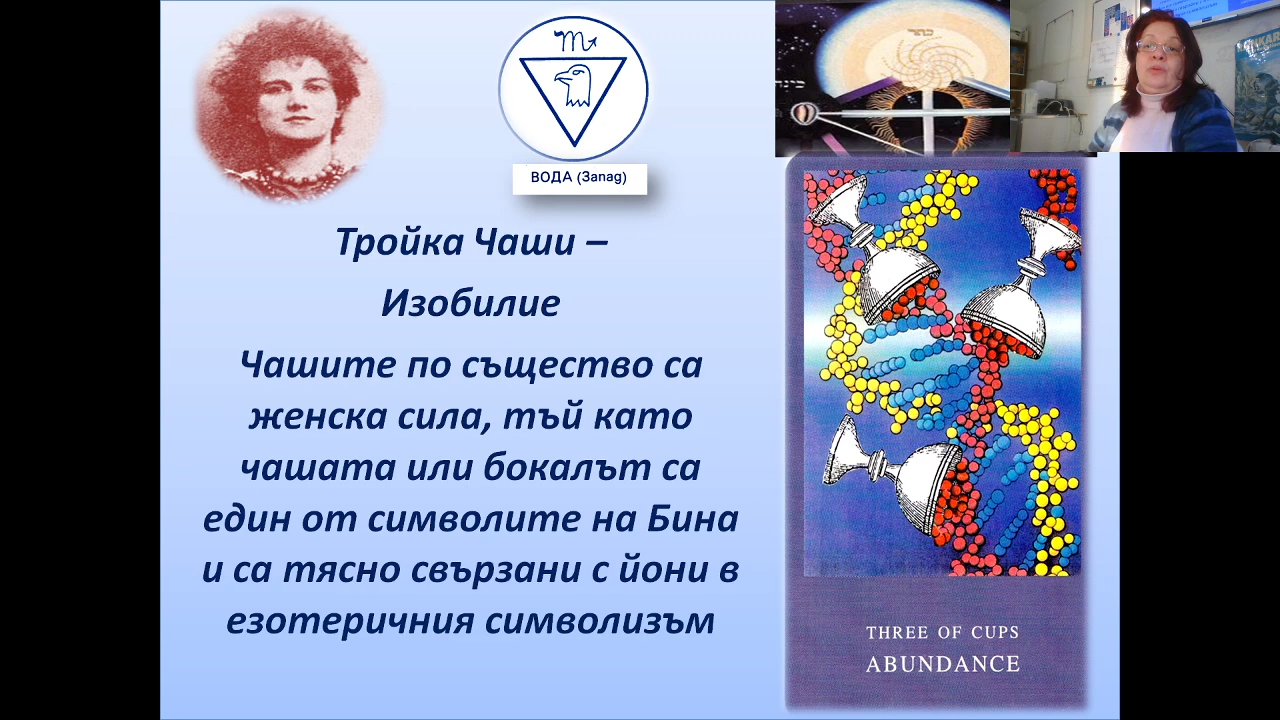 ВОДА (Запад)
Тройка Чаши –
Изобилие
Чашите по същество са
женска сила, тъй като
чашата или бокалът са
един от символите на Бина
и са тясно свързани с йони в
езотеричния символизъм
THREE OF CUPS
ABUNDANCE